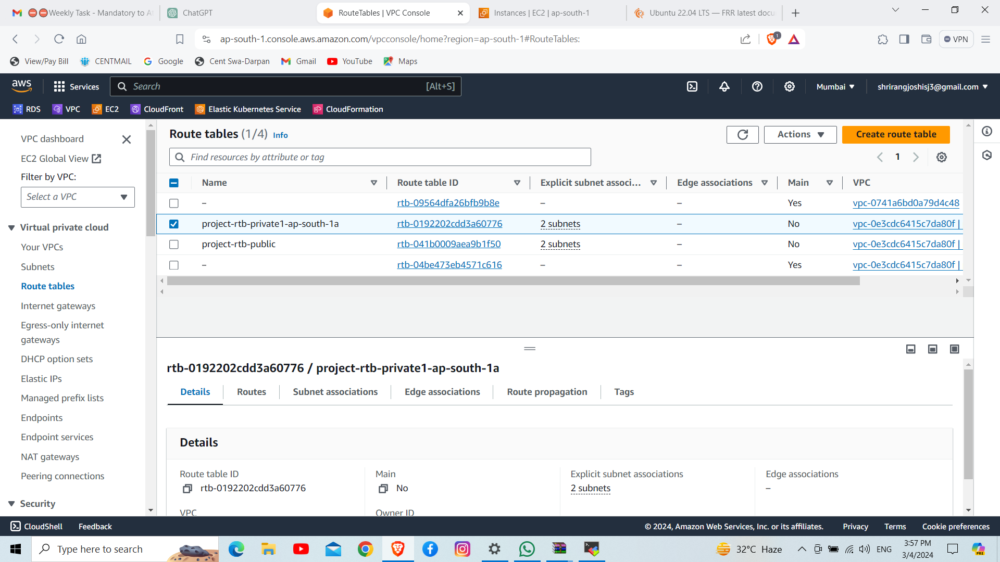 ⛔⛔Weekly Task - Mandatory to A
ChatGPT
RouteTables | VPC Console
Instances | EC2 | ap-south-1
Ubuntu 22.04 LTS — FRR latest docu
ap-south-1.console.aws.amazon.com/vpcconsole/home?region=ap-south-1#RouteTables:
1
VPN
View/Pay Bill
CENTMAIL
Google
Cent Swa-Darpan
Gmail
YouTube
Maps
aws
Services
Search
[Alt+S]
Mumbai
shrirangjoshisj3@gmail.com
RDS
VPC
EC2
CloudFront
Elastic Kubernetes Service
CloudFormation
VPC dashboard
EC2 Global View
Filter by VPC:
Select a VPC
Virtual private cloud
Your VPCs
Subnets
Route tables
Internet gateways
Egress-only internet
gateways
DHCP option sets
Elastic IPs
Managed prefix lists
Endpoints
Endpoint services
NAT gateways
Peering connections
Security
Route tables (1/4) Info
Actions
Create route table
Find resources by attribute or tag
1
Name Route table ID Explicit subnet associ... Edge associations Main VPC
– rtb-09564dfa26bfb9b8e – – Yes vpc-0741a6bd0a79d4c48
project-rtb-private1-ap-south-1a rtb-0192202cdd3a60776 2 subnets – No vpc-0e3cdc6415c7da80f |
project-rtb-public rtb-041b0009aea9b1f50 2 subnets – No vpc-0e3cdc6415c7da80f |
– rtb-04be473eb4571c616 – – Yes vpc-0e3cdc6415c7da80f |
rtb-0192202cdd3a60776 / project-rtb-private1-ap-south-1a
Details
Routes
Subnet associations
Edge associations
Route propagation
Tags
Details
Route table ID
rtb-0192202cdd3a60776
Main
No
Explicit subnet associations
2 subnets
Edge associations
–
VPC
Owner ID
CloudShell
Feedback
© 2024, Amazon Web Services, Inc. or its affiliates.
Privacy
Terms
Cookie preferences
Type here to search
32°C Haze
ENG
3:57 PM
3/4/2024
PRE